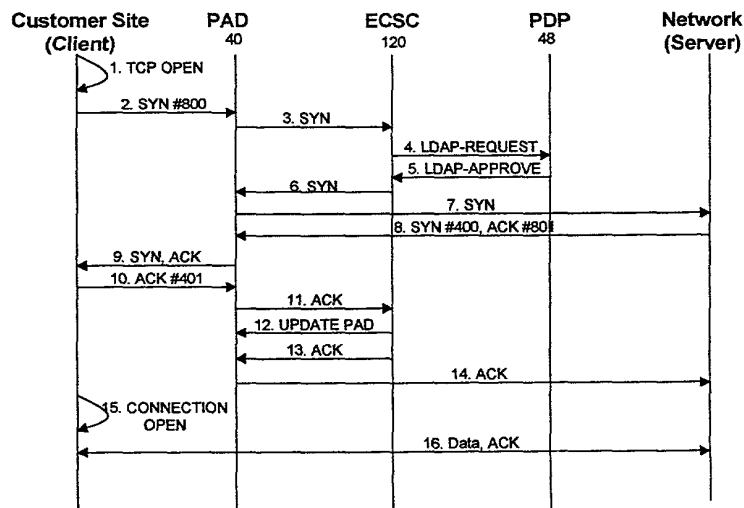 Customer Site PAD ECSC PDP Network
(Client) 40 120 48 (Server)
1. TCP OPEN
2. SYN #800
3. SYN
4. LDAP-REQUEST
5. LDAP-APPROVE
6. SYN
7. SYN
8. SYN #400, ACK #801
9. SYN, ACK
10. ACK #401
11. ACK
12. UPDATE PAD
13. ACK
14. ACK
15. CONNECTION
OPEN
16. Data, ACK